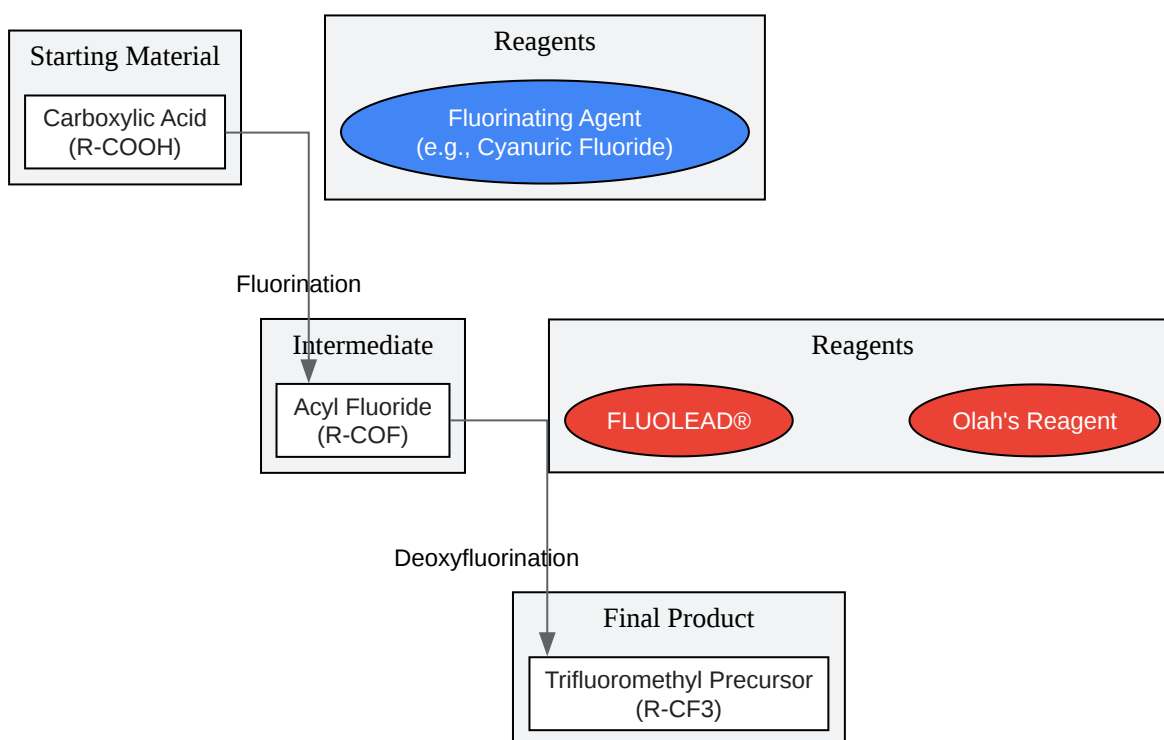 Starting Material
Carboxylic Acid
(R-COOH)
Reagents
Fluorinating Agent
(e.g., Cyanuric Fluoride)
Fluorination
Intermediate
Acyl Fluoride
(R-COF)
Reagents
FLUOLEAD®
Olah's Reagent
Deoxyfluorination
Final Product
Trifluoromethyl Precursor
(R-CF3)